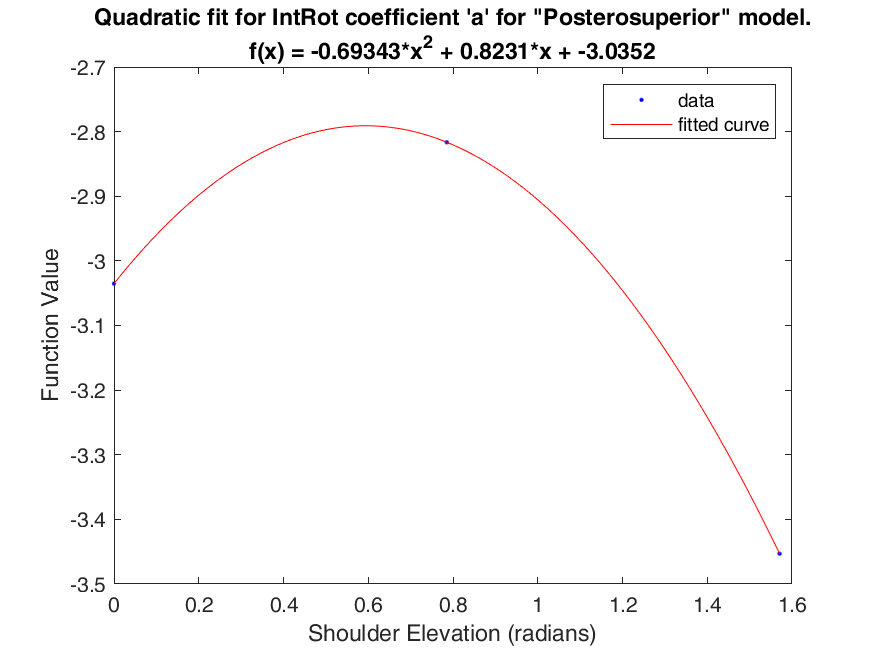 Quadratic fit for IntRot coefficient 'a' for "Posterosuperior" model.
f(x) = -0.69343*x^2 + 0.8231*x + -3.0352
-2.7
-2.8
-2.9
-3
-3.1
-3.2
-3.3
-3.4
-3.5
Function Value
data
fitted curve
0 0.2 0.4 0.6 0.8 1 1.2 1.4 1.6
Shoulder Elevation (radians)